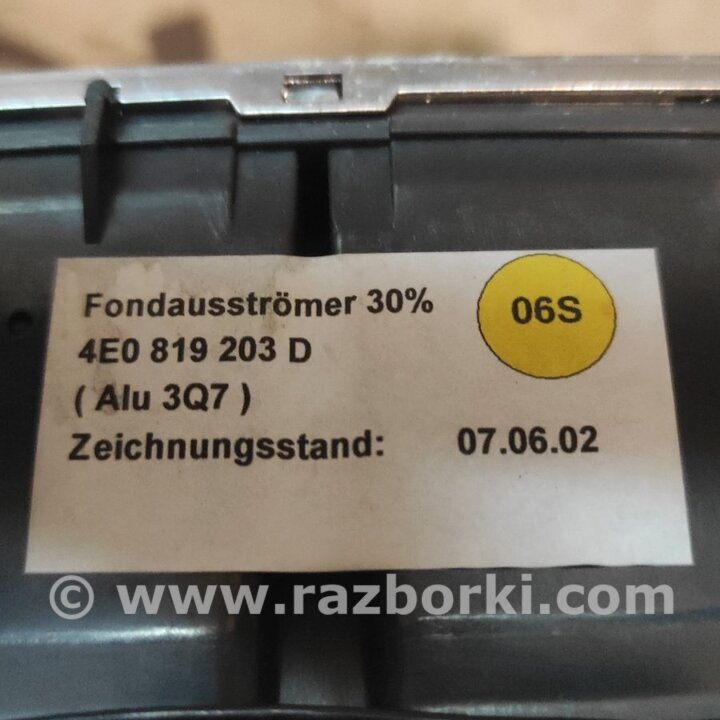 Fondausströmer 30%
06S
4E0 819 203 D
( Alu 3Q7 )
Zeichnungsstand: 07.06.02
© www.razborki.com